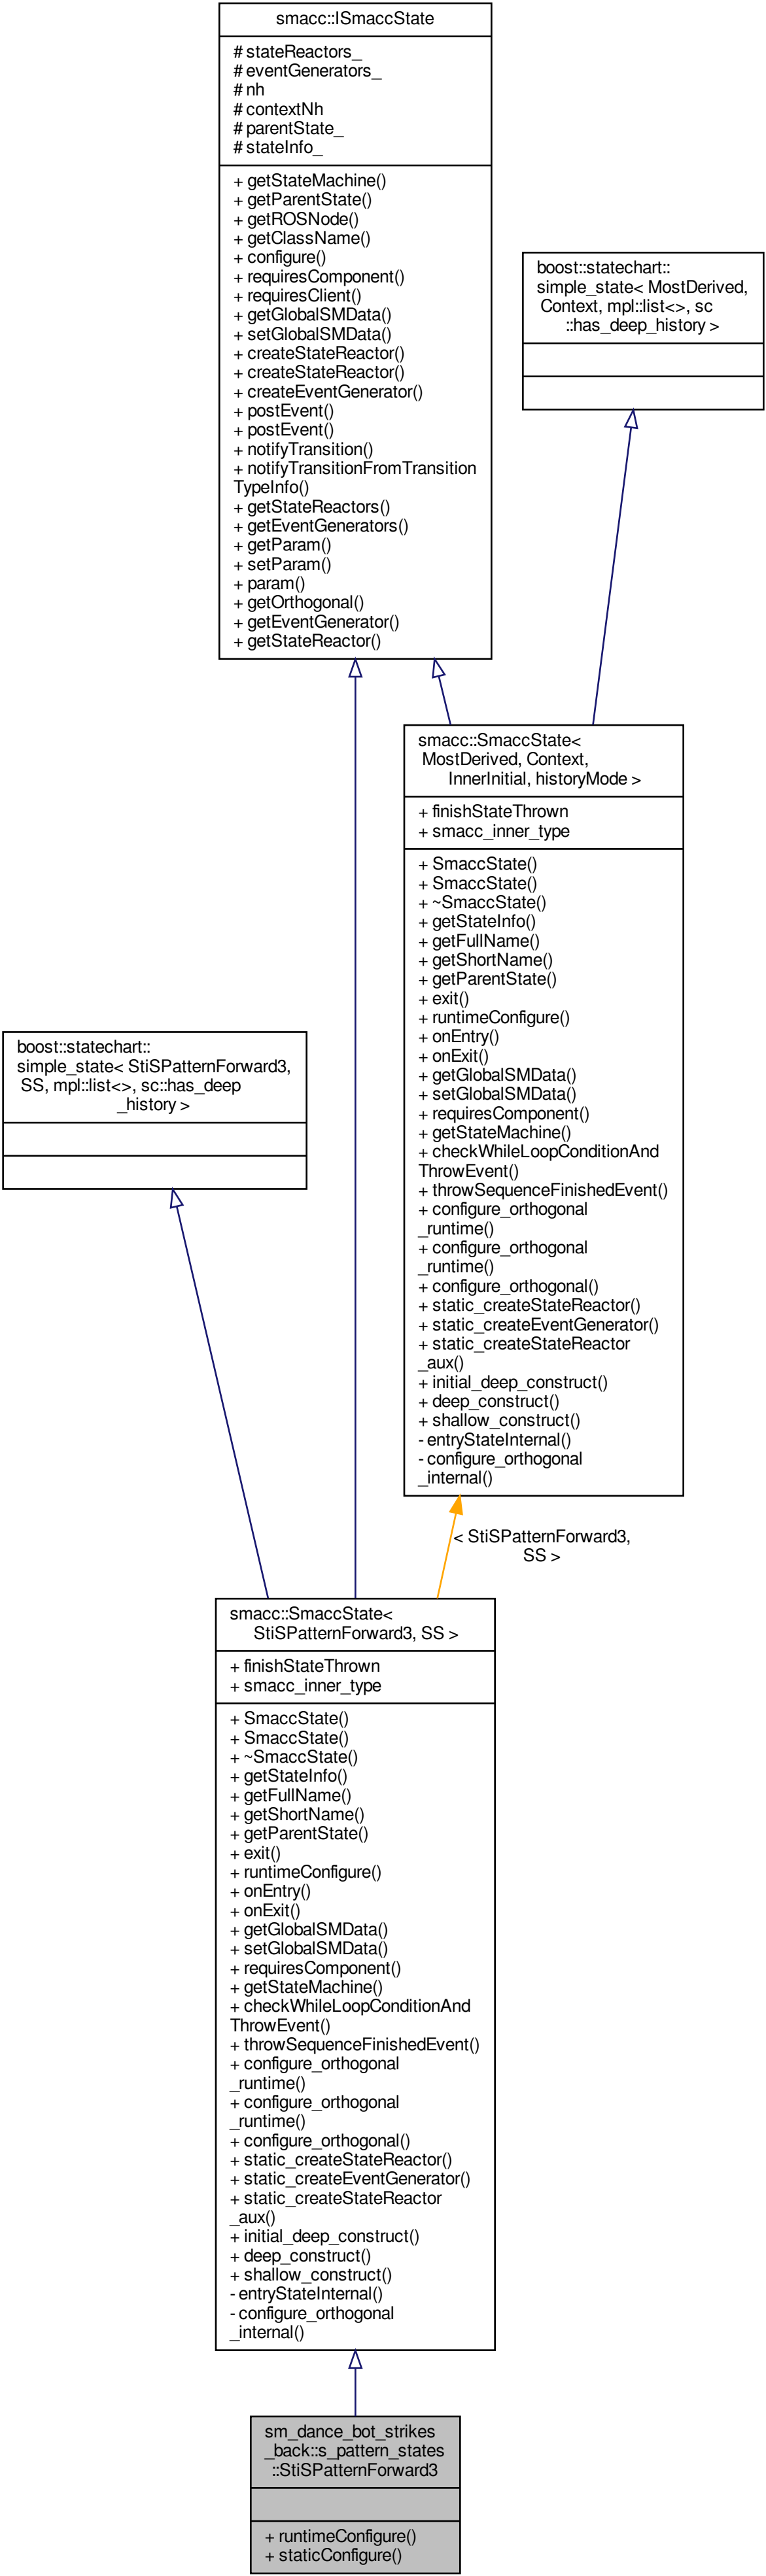 smacc::ISmaccState
# stateReactors_
# eventGenerators_
# nh
# contextNh
# parentState_
# stateInfo_
+ getStateMachine()
+ getParentState()
+ getROSNode()
+ getClassName()
+ configure()
+ requiresComponent()
+ requiresClient()
+ getGlobalSMData()
+ setGlobalSMData()
+ createStateReactor()
+ createStateReactor()
+ createEventGenerator()
+ postEvent()
+ postEvent()
+ notifyTransition()
+ notifyTransitionFromTransition
TypeInfo()
+ getStateReactors()
+ getEventGenerators()
+ getParam()
+ setParam()
+ param()
+ getOrthogonal()
+ getEventGenerator()
+ getStateReactor()
boost::statechart::
simple_state< MostDerived,
Context, mpl::list<>, sc
::has_deep_history >
smacc::SmaccState<
MostDerived, Context,
InnerInitial, historyMode >
+ finishStateThrown
+ smacc_inner_type
+ SmaccState()
+ SmaccState()
+ ~SmaccState()
+ getStateInfo()
+ getFullName()
+ getShortName()
+ getParentState()
+ exit()
+ runtimeConfigure()
+ onEntry()
+ onExit()
+ getGlobalSMData()
+ setGlobalSMData()
+ requiresComponent()
+ getStateMachine()
+ checkWhileLoopConditionAnd
ThrowEvent()
+ throwSequenceFinishedEvent()
+ configure_orthogonal
_runtime()
+ configure_orthogonal
_runtime()
+ configure_orthogonal()
+ static_createStateReactor()
+ static_createEventGenerator()
+ static_createStateReactor
_aux()
+ initial_deep_construct()
+ deep_construct()
+ shallow_construct()
- entryStateInternal()
- configure_orthogonal
_internal()
boost::statechart::
simple_state< StiSPatternForward3,
SS, mpl::list<>, sc::has_deep
_history >
< StiSPatternForward3,
SS >
smacc::SmaccState<
StiSPatternForward3, SS >
+ finishStateThrown
+ smacc_inner_type
+ SmaccState()
+ SmaccState()
+ ~SmaccState()
+ getStateInfo()
+ getFullName()
+ getShortName()
+ getParentState()
+ exit()
+ runtimeConfigure()
+ onEntry()
+ onExit()
+ getGlobalSMData()
+ setGlobalSMData()
+ requiresComponent()
+ getStateMachine()
+ checkWhileLoopConditionAnd
ThrowEvent()
+ throwSequenceFinishedEvent()
+ configure_orthogonal
_runtime()
+ configure_orthogonal
_runtime()
+ configure_orthogonal()
+ static_createStateReactor()
+ static_createEventGenerator()
+ static_createStateReactor
_aux()
+ initial_deep_construct()
+ deep_construct()
+ shallow_construct()
- entryStateInternal()
- configure_orthogonal
_internal()
sm_dance_bot_strikes
_back::s_pattern_states
::StiSPatternForward3
+ runtimeConfigure()
+ staticConfigure()